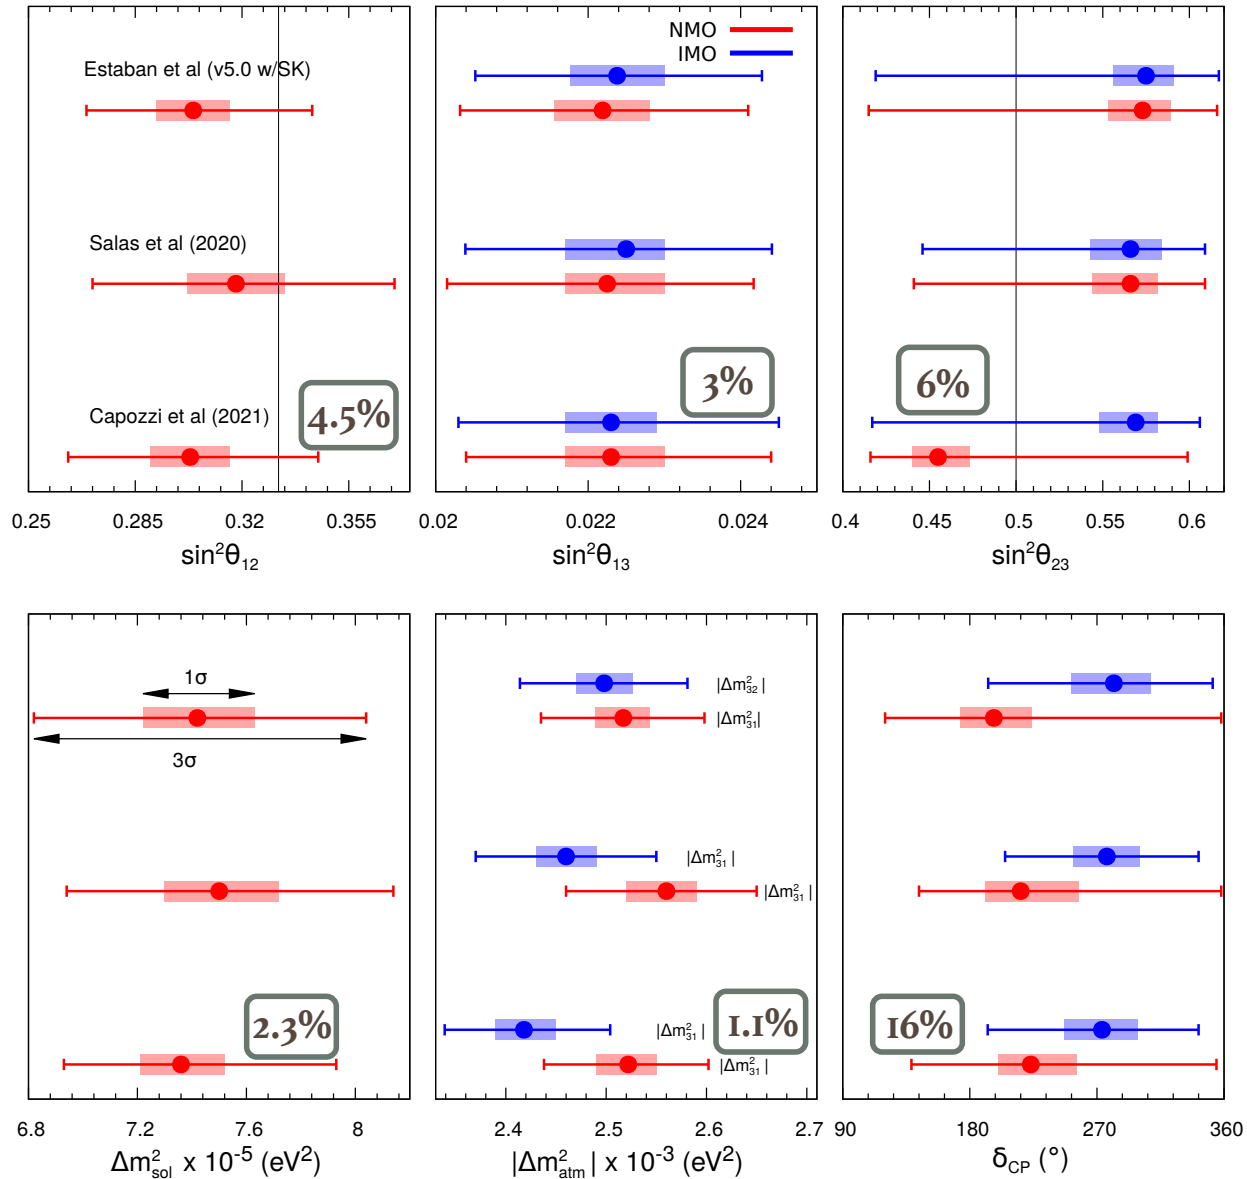 NMO
IMO
Estaban et al (v5.0 w/SK)
Salas et al (2020)
Capozzi et al (2021)
4.5%
3%
6%
0.25 0.285 0.32 0.355
0.02 0.022 0.024
0.4 0.45 0.5 0.55 0.6
sin²θ₁₂
sin²θ₁₃
sin²θ₂₃
1σ
3σ
|Δm²₃₂|
|Δm²₃₁|
|Δm²₃₁|
|Δm²₃₁|
|Δm²₃₁|
|Δm²₃₁|
2.3%
1.1%
16%
6.8 7.2 7.6 8
2.4 2.5 2.6 2.7
90 180 270 360
Δm²sol x 10⁻⁵ (eV²)
|Δm²atm| x 10⁻³ (eV²)
δCP (°)